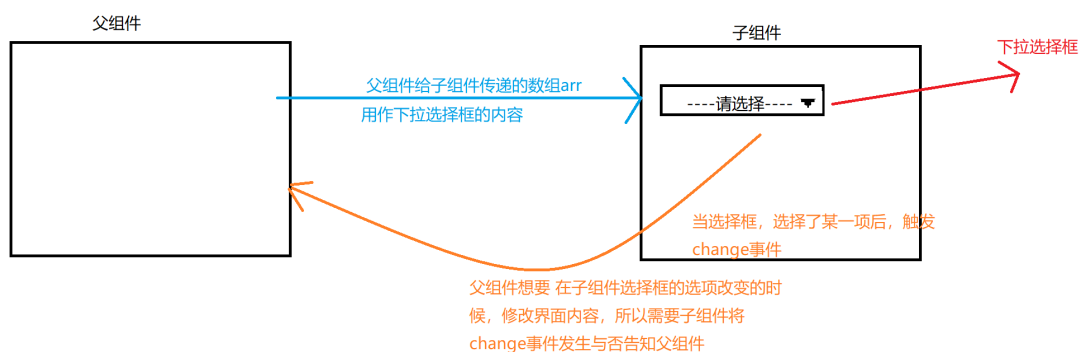 父组件
子组件
下拉选择框
父组件给子组件传递的数组arr
用作下拉选择框的内容
----请选择----
当选择框，选择了某一项后，触发
change事件
父组件想要 在子组件选择框的选项改变的时
候，修改界面内容，所以需要子组件将
change事件发生与否告知父组件